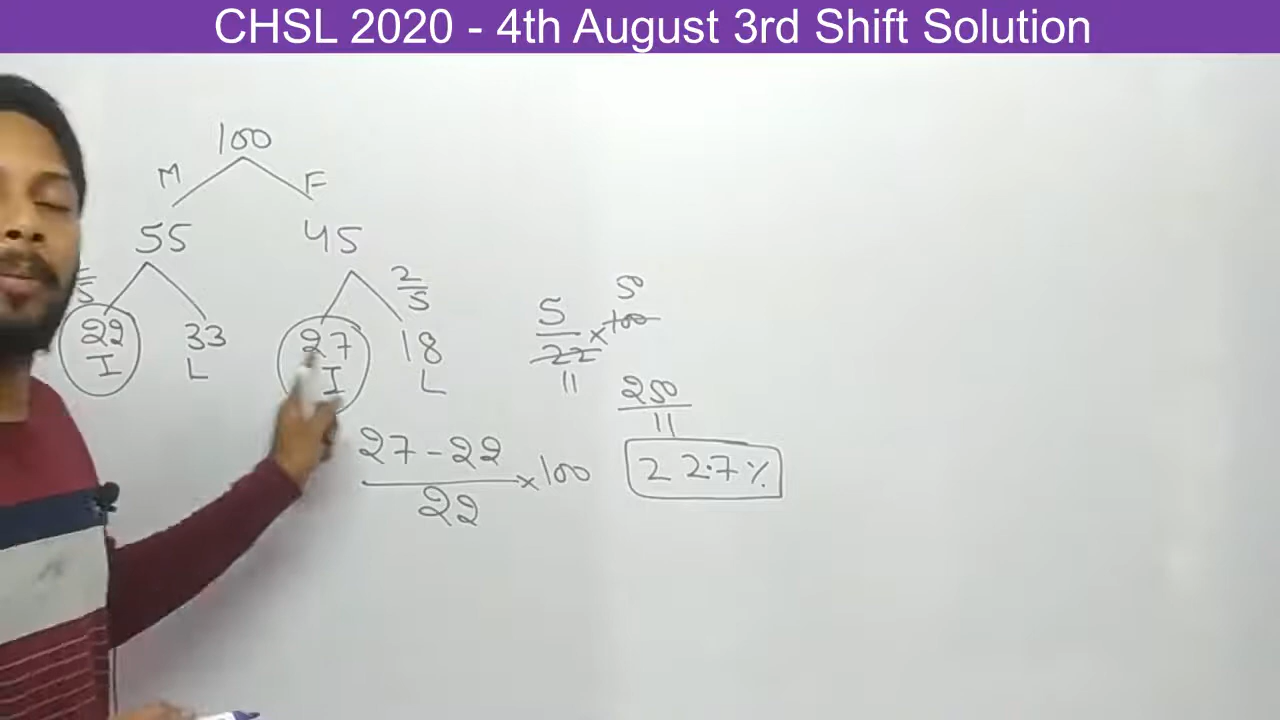 CHSL 2020 - 4th August 3rd Shift Solution
100
M F
55 45
5 2/5
22 33 27 18
I L I L
5/22 × 100
11 50
250/11
27-22/22 × 100
22.7%